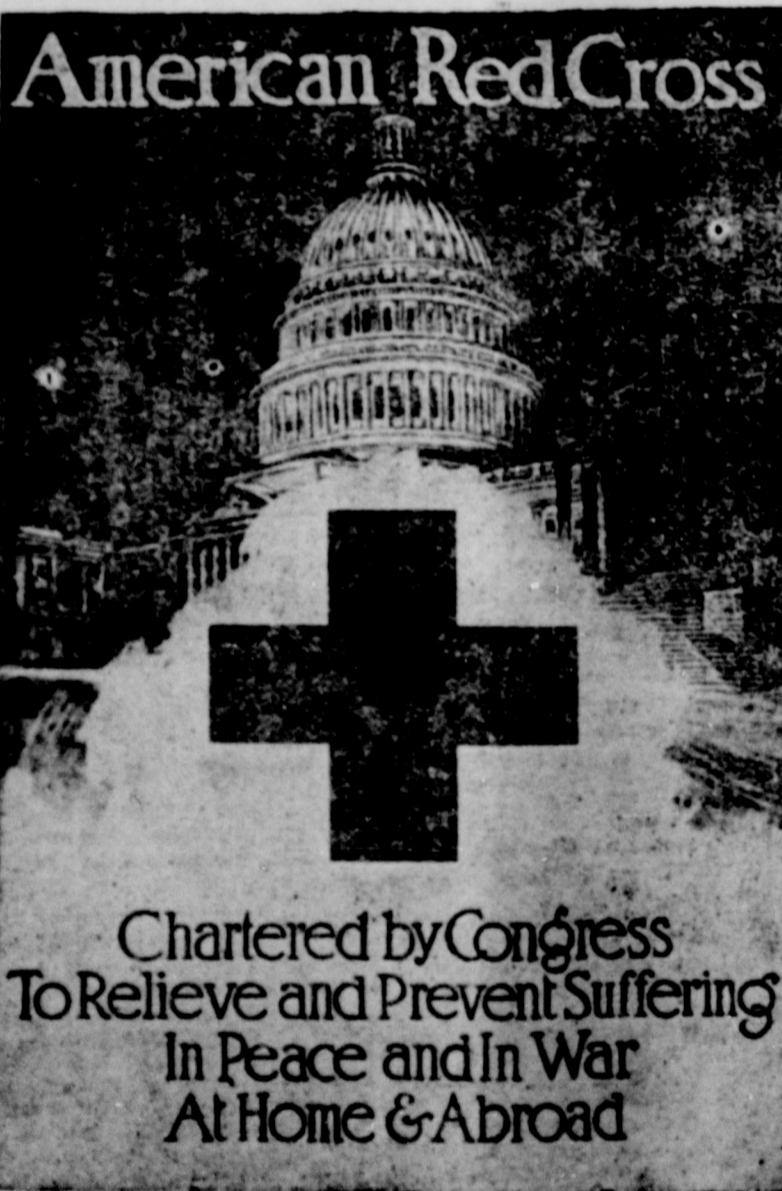 American Red Cross
Chartered by Congress
To Relieve and Prevent Suffering
In Peace and In War
At Home & Abroad